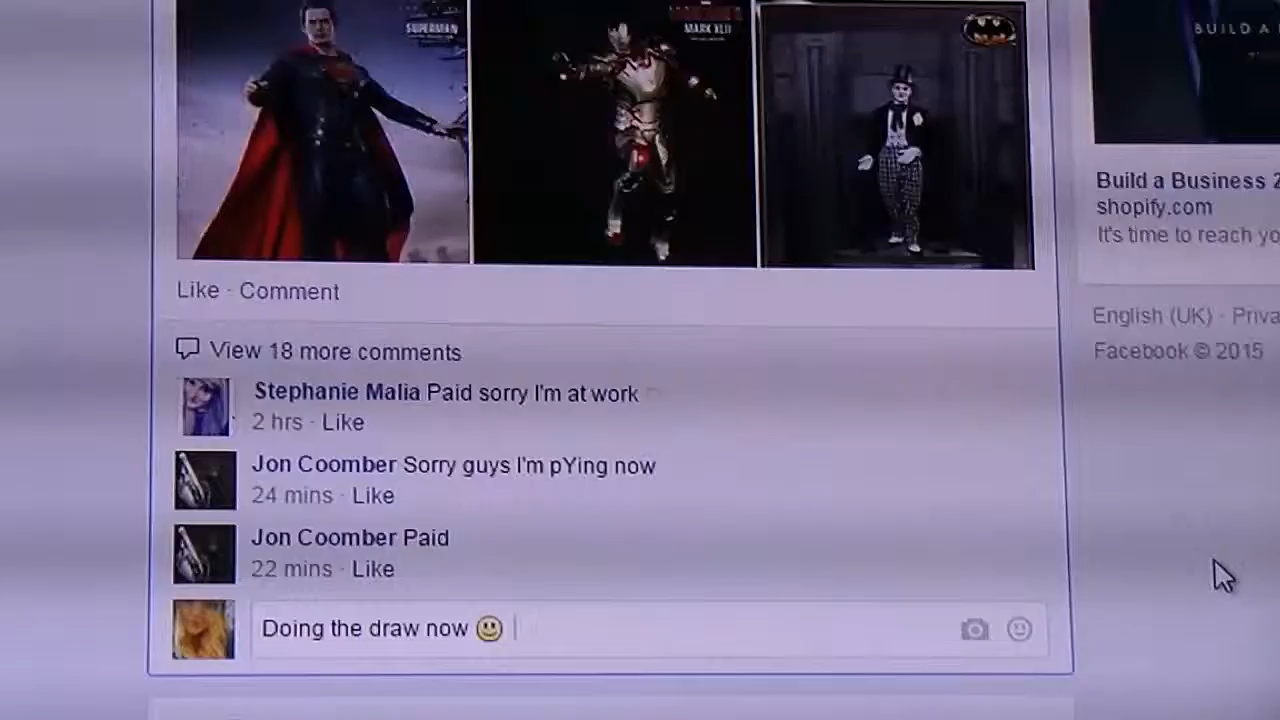 SUPERMAN
MARK XLII
BUILD A
Build a Business 2
shopify.com
It's time to reach yo
Like · Comment
English (UK) · Priva
Facebook © 2015
View 18 more comments
Stephanie Malia Paid sorry I'm at work
2 hrs · Like
Jon Coomber Sorry guys I'm pYing now
24 mins · Like
Jon Coomber Paid
22 mins · Like
Doing the draw now